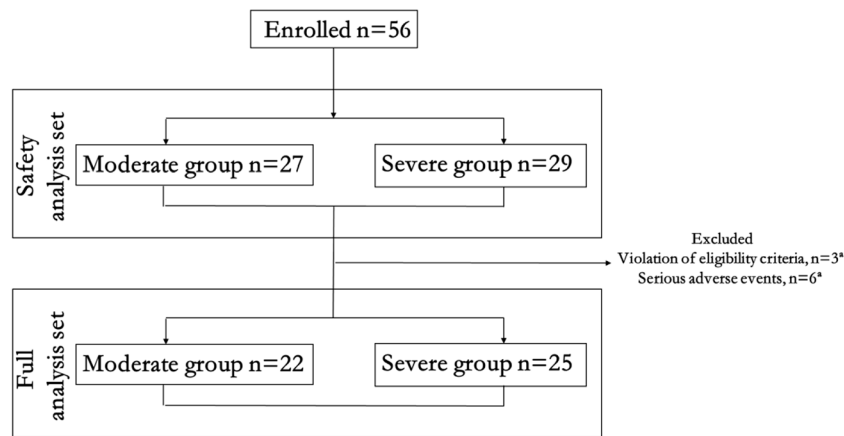 Enrolled n=56
Safety
analysis set
Moderate group n=27
Severe group n=29
Excluded
Violation of eligibility criteria, n=3ª
Serious adverse events, n=6ª
Full
analysis set
Moderate group n=22
Severe group n=25